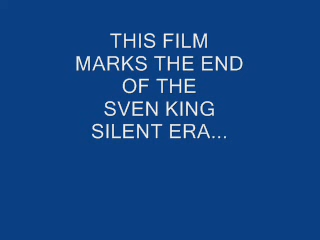 THIS FILM
MARKS THE END
OF THE
SVEN KING
SILENT ERA...